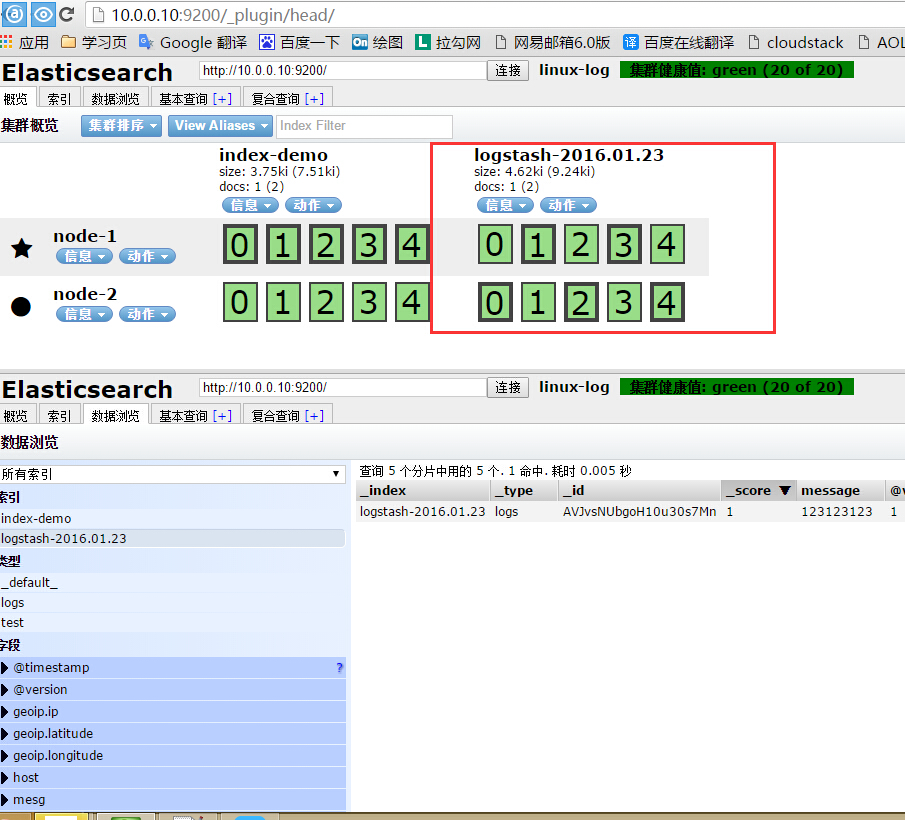 10.0.0.10:9200/_plugin/head/
应用 学习页 Google 翻译 百度一下 On 绘图 L 拉勾网 网易邮箱6.0版 译 百度在线翻译 cloudstack AOL
Elasticsearch http://10.0.0.10:9200/ 连接 linux-log 集群健康值: green (20 of 20)
概览 索引 数据浏览 基本查询 [+] 复合查询 [+]
集群概览 集群排序 View Aliases Index Filter
index-demo logstash-2016.01.23
size: 3.75ki (7.51ki) size: 4.62ki (9.24ki)
docs: 1 (2) docs: 1 (2)
信息 动作 信息 动作
node-1 0 1 2 3 4 0 1 2 3 4
信息 动作
node-2 0 1 2 3 4 0 1 2 3 4
信息 动作
Elasticsearch http://10.0.0.10:9200/ 连接 linux-log 集群健康值: green (20 of 20)
概览 索引 数据浏览 基本查询 [+] 复合查询 [+]
数据浏览
所有索引 查询 5 个分片中用的 5 个. 1 命中. 耗时 0.005 秒
索引 _index _type _id _score message @v
index-demo logstash-2016.01.23 logs AVJvsNUbgoH10u30s7Mn 1 123123123 1
logstash-2016.01.23
类型
_default_
logs
test
字段
@timestamp ?
@version
geoip.ip
geoip.latitude
geoip.longitude
host
mesg